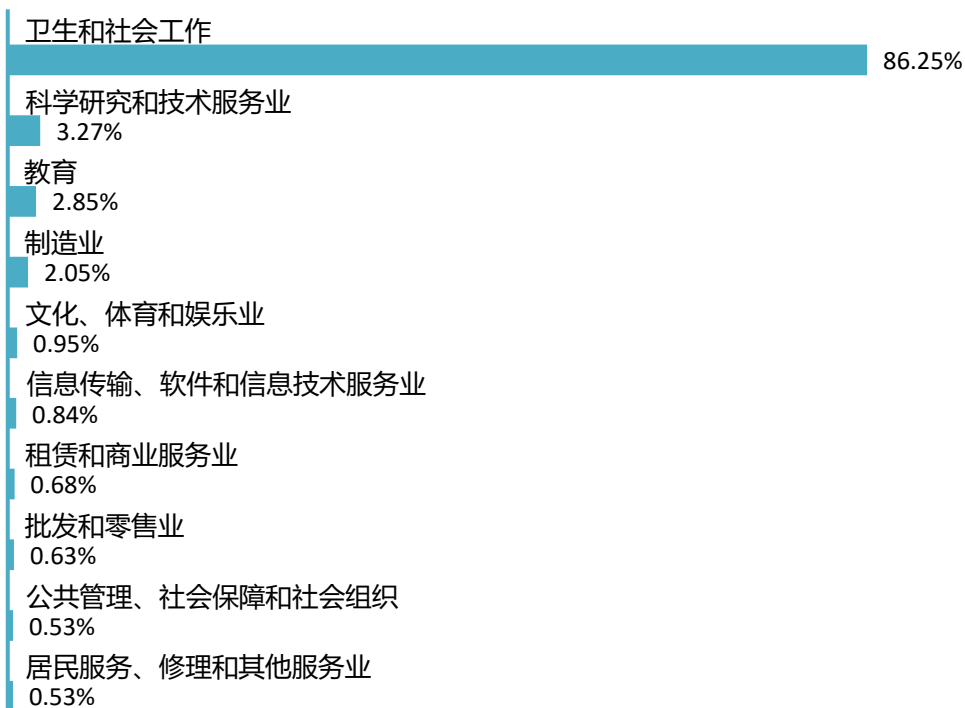 卫生和社会工作
86.25%
科学研究和技术服务业
3.27%
教育
2.85%
制造业
2.05%
文化、体育和娱乐业
0.95%
信息传输、软件和信息技术服务业
0.84%
租赁和商业服务业
0.68%
批发和零售业
0.63%
公共管理、社会保障和社会组织
0.53%
居民服务、修理和其他服务业
0.53%